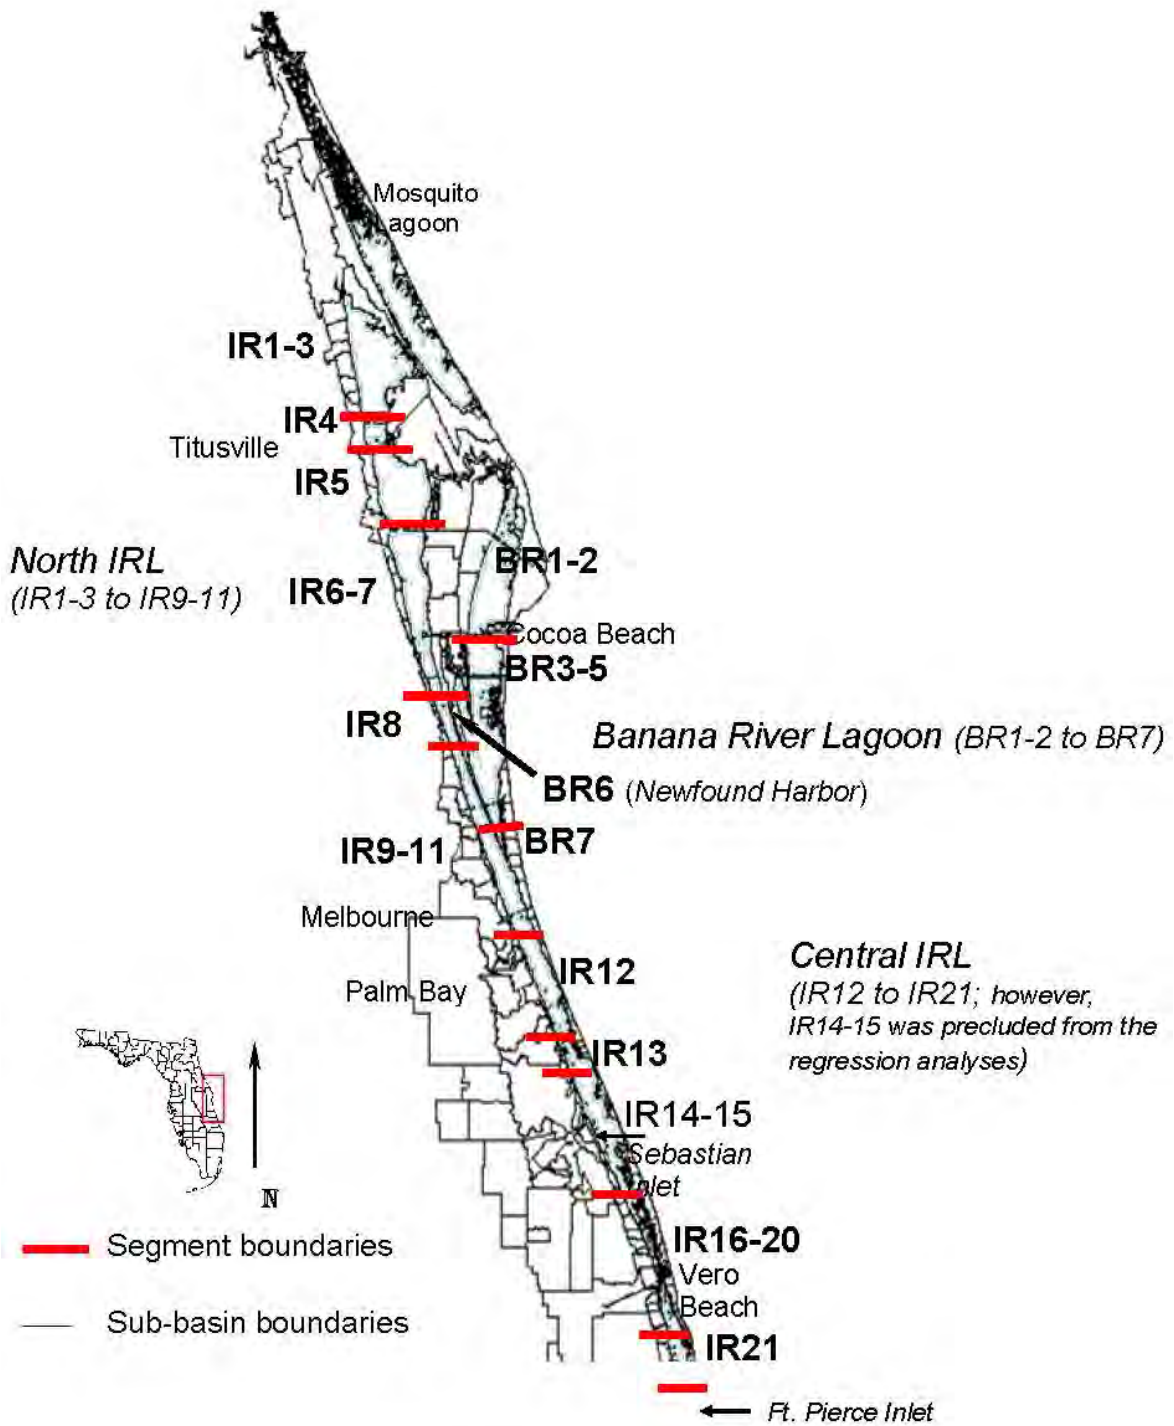 Mosquito
Lagoon
IR1-3
IR4
Titusville
IR5
North IRL
(IR1-3 to IR9-11)
BR1-2
IR6-7
Cocoa Beach
BR3-5
IR8
Banana River Lagoon (BR1-2 to BR7)
BR6 (Newfound Harbor)
BR7
IR9-11
Melbourne
Central IRL
(IR12 to IR21; however,
IR14-15 was precluded from the
regression analyses)
IR12
Palm Bay
IR13
IR14-15
Sebastian
Inlet
N
Segment boundaries
IR16-20
Vero
Beach
Sub-basin boundaries
IR21
Ft. Pierce Inlet